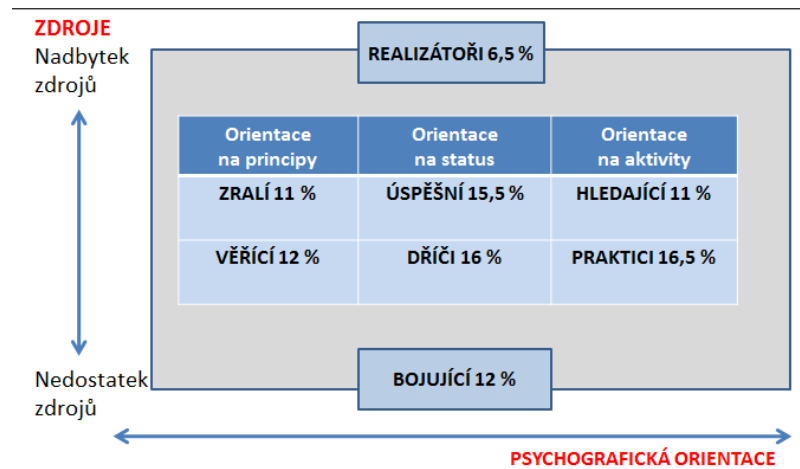 ZDROJE
Nadbytek
zdrojů
REALIZÁTOŘI 6,5 %
Orientace
na principy
Orientace
na status
Orientace
na aktivity
ZRALÍ 11 %
ÚSPĚŠNÍ 15,5 %
HLEDAJÍCÍ 11 %
VĚŘÍCÍ 12 %
DŘÍČI 16 %
PRAKTICI 16,5 %
Nedostatek
zdrojů
BOJUJÍCÍ 12 %
PSYCHOGRAFICKÁ ORIENTACE